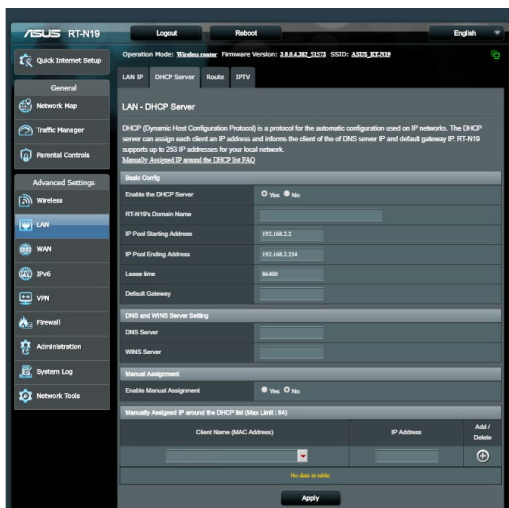 ASUS RT-N19
Logout
Reboot
English
Operation Mode: Wireless router Firmware Version: 3.0.0.4.382_51573 SSID: ASUS_RT-N19
Quick Internet Setup
General
Network Map
Traffic Manager
Parental Controls
Advanced Settings
Wireless
LAN
WAN
IPv6
VPN
Firewall
Administration
System Log
Network Tools
LAN IP
DHCP Server
Route
IPTV
LAN - DHCP Server
DHCP (Dynamic Host Configuration Protocol) is a protocol for the automatic configuration used on IP networks. The DHCP
server can assign each client an IP address and informs the client of the of DNS server IP and default gateway IP. RT-N19
supports up to 253 IP addresses for your local network.
Manually Assigned IP around the DHCP list FAQ
Basic Config
Enable the DHCP Server
Yes No
RT-N19's Domain Name
IP Pool Starting Address
192.168.2.2
IP Pool Ending Address
192.168.2.254
Lease time
86400
Default Gateway
DNS and WINS Server Setting
DNS Server
WINS Server
Manual Assignment
Enable Manual Assignment
Yes No
Manually Assigned IP around the DHCP list (Max Limit : 64)
Client Name (MAC Address)
IP Address
Add /
Delete
No data in table.
Apply